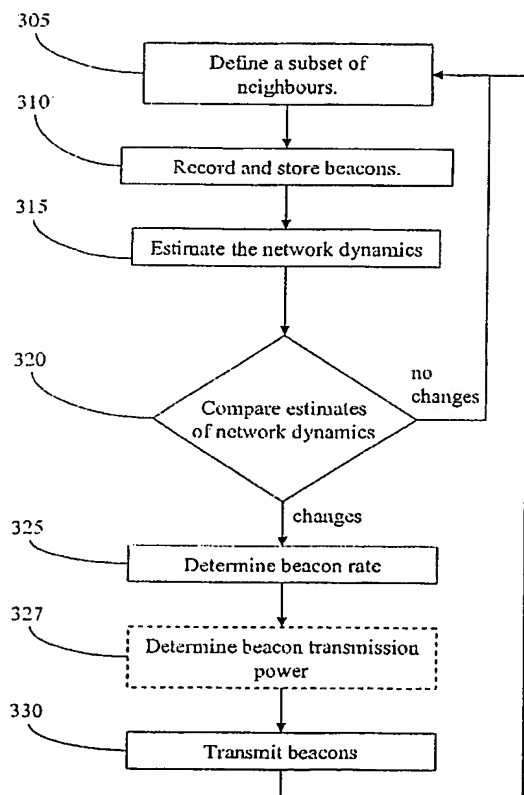 305
Define a subset of
neighbours.
310
Record and store beacons.
315
Estimate the network dynamics
320
Compare estimates
of network dynamics
no
changes
changes
325
Determine beacon rate
327
Determine beacon transmission
power
330
Transmit beacons